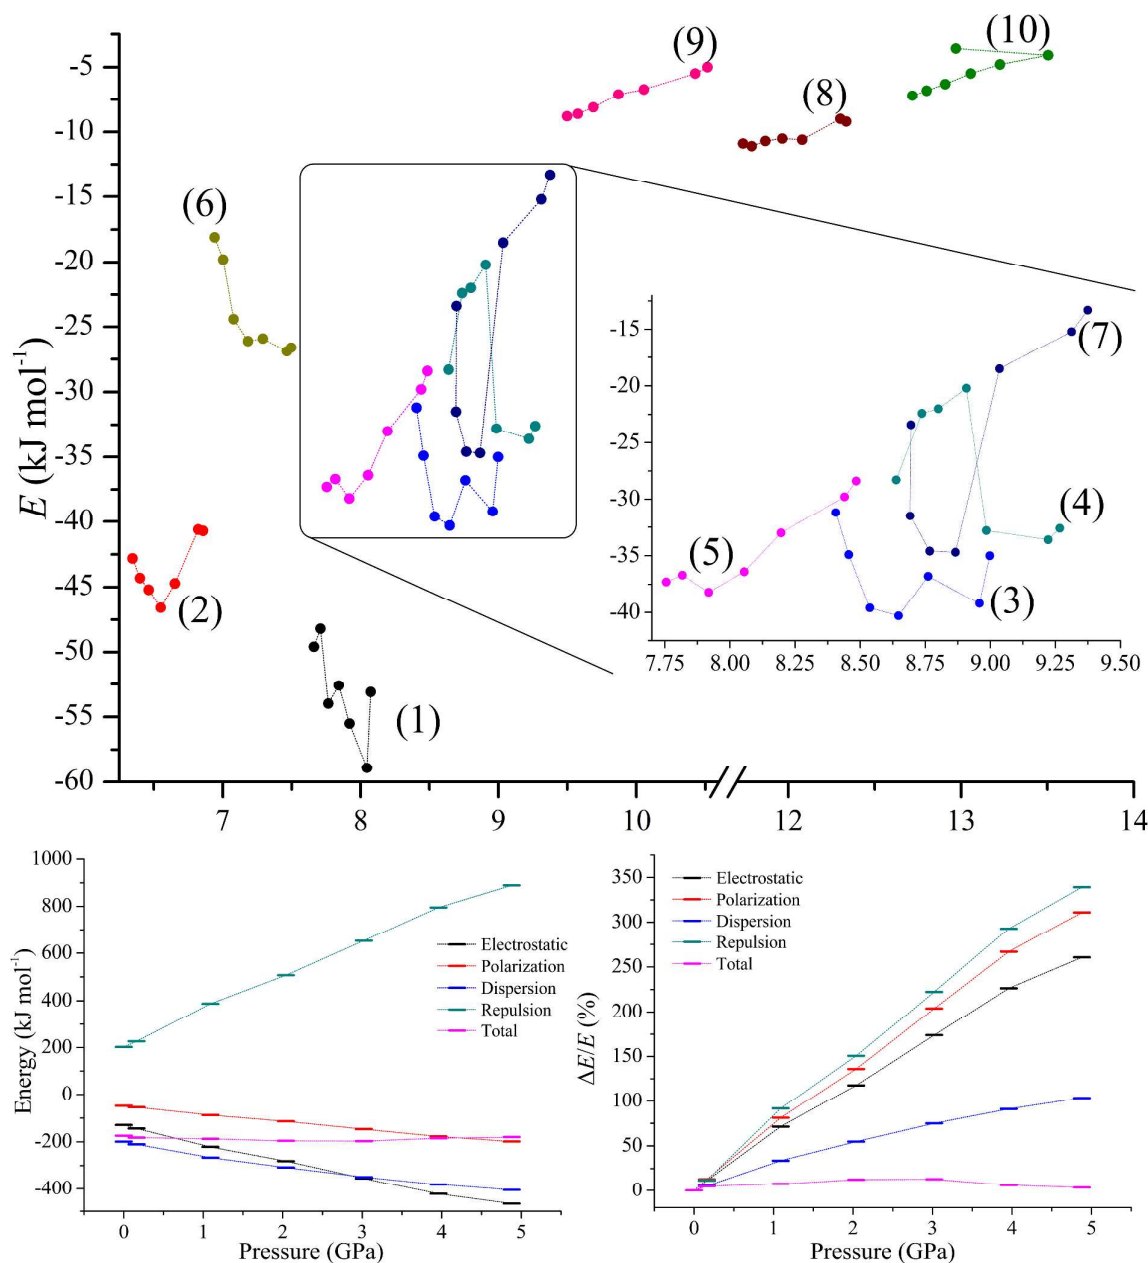 E (kJ mol⁻¹)
-5
-10
-15
-20
-25
-30
-35
-40
-45
-50
-55
-60
(9)
(10)
(8)
(6)
(2)
(1)
-15
-20
-25
-30
-35
-40
(7)
(4)
(5)
(3)
7.75 8.00 8.25 8.50 8.75 9.00 9.25 9.50
7 8 9 10 12 13 14
Energy (kJ mol⁻¹)
1000
800
600
400
200
0
-200
-400
Electrostatic
Polarization
Dispersion
Repulsion
Total
0 1 2 3 4 5
Pressure (GPa)
ΔE/E (%)
350
300
250
200
150
100
50
0
Electrostatic
Polarization
Dispersion
Repulsion
Total
0 1 2 3 4 5
Pressure (GPa)